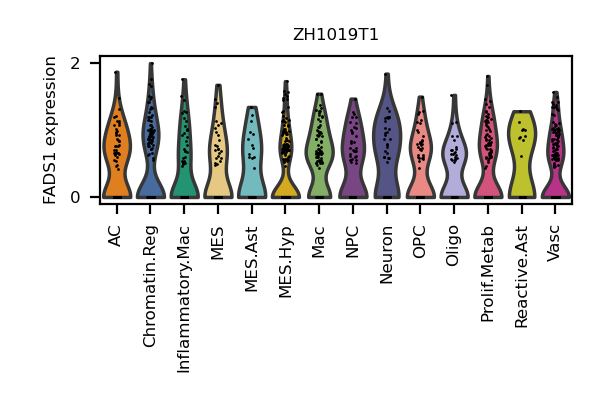 ZH1019T1
FADS1 expression
2
0
AC
Chromatin.Reg
Inflammatory.Mac
MES
MES.Ast
MES.Hyp
Mac
NPC
Neuron
OPC
Oligo
Prolif.Metab
Reactive.Ast
Vasc